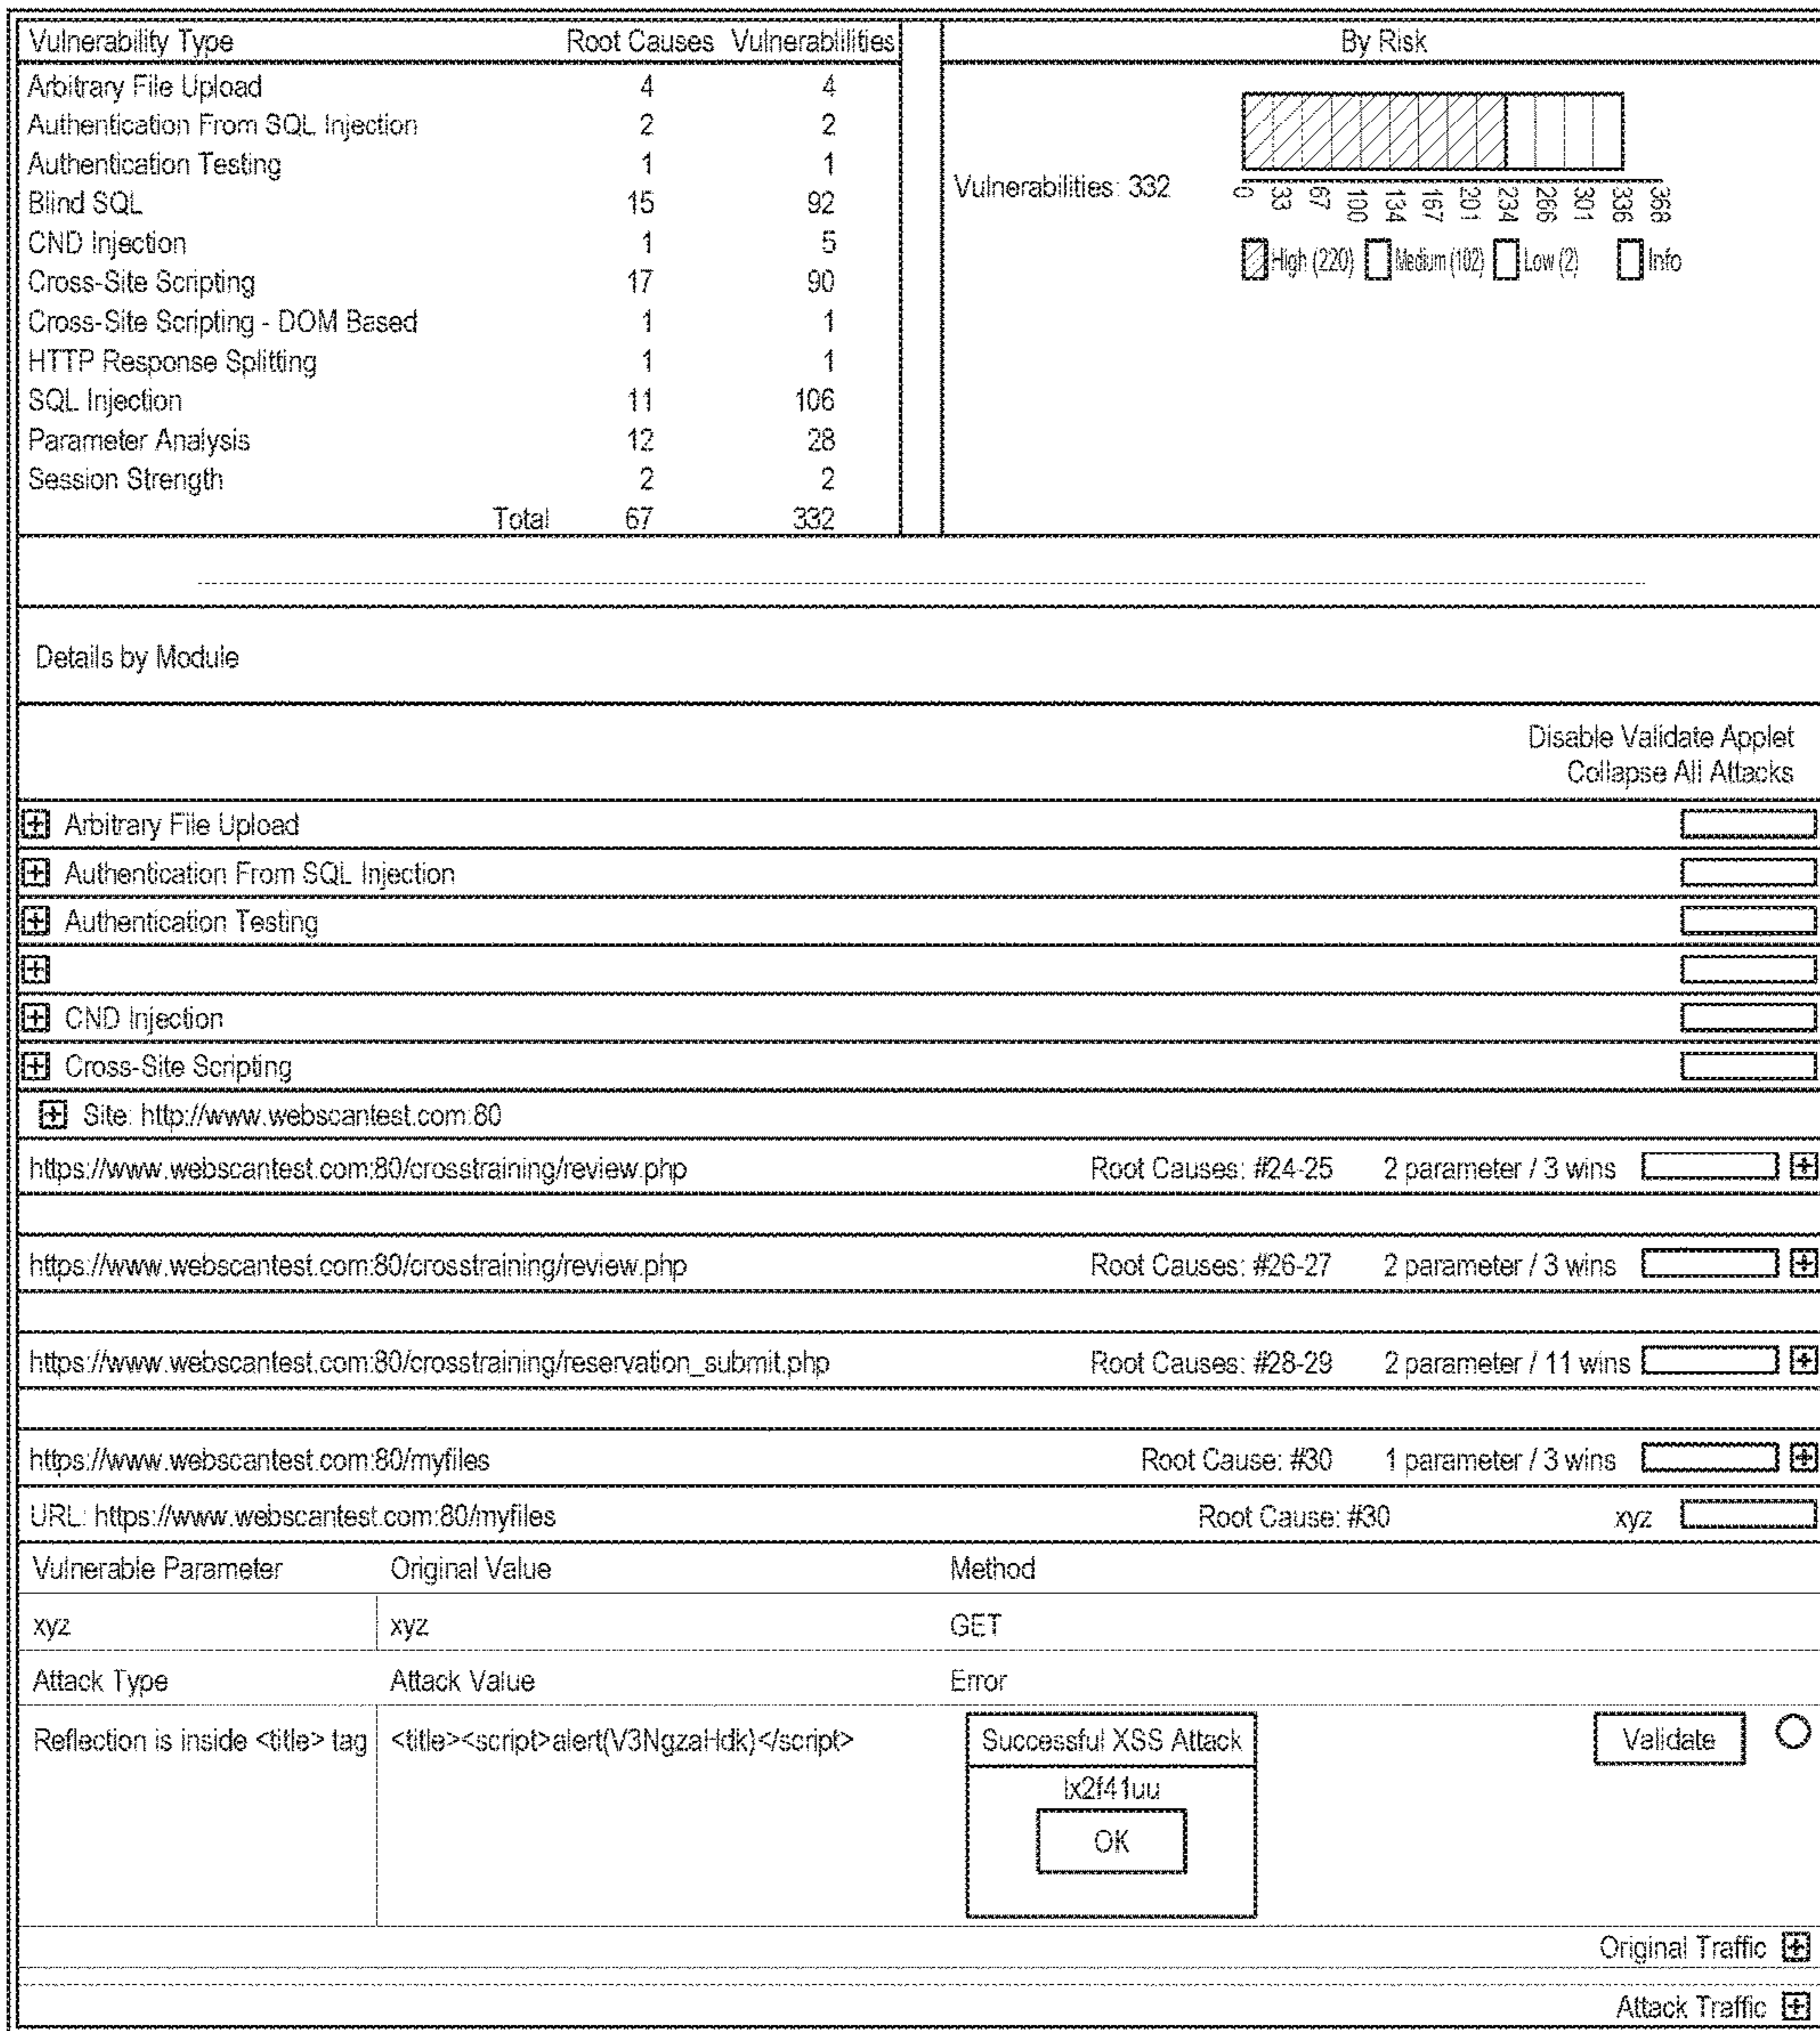 Vulnerability Type Root Causes Vulnerablilities
Arbitrary File Upload 4 4
Authentication From SQL Injection 2 2
Authentication Testing 1 1
Blind SQL 15 92
CND Injection 1 5
Cross-Site Scripting 17 90
Cross-Site Scripting - DOM Based 1 1
HTTP Response Splitting 1 1
SQL Injection 11 106
Parameter Analysis 12 28
Session Strength 2 2
Total 67 332
By Risk
Vulnerabilities: 332
0 33 67 100 134 167 201 234 266 301 336 368
High (220) Medium (102) Low (2) Info
Details by Module
Disable Validate Applet
Collapse All Attacks
Arbitrary File Upload
Authentication From SQL Injection
Authentication Testing
CND Injection
Cross-Site Scripting
Site: http://www.webscantest.com:80
https://www.webscantest.com:80/crosstraining/review.php Root Causes: #24-25 2 parameter / 3 wins
https://www.webscantest.com:80/crosstraining/review.php Root Causes: #26-27 2 parameter / 3 wins
https://www.webscantest.com:80/crosstraining/reservation_submit.php Root Causes: #28-29 2 parameter / 11 wins
https://www.webscantest.com:80/myfiles Root Cause: #30 1 parameter / 3 wins
URL: https://www.webscantest.com:80/myfiles Root Cause: #30 xyz
Vulnerable Parameter Original Value Method
xyz xyz GET
Attack Type Attack Value Error
Reflection is inside <title> tag <title><script>alert(V3NgzaHdk)</script> Successful XSS Attack Validate
lx2f41uu
OK
Original Traffic
Attack Traffic